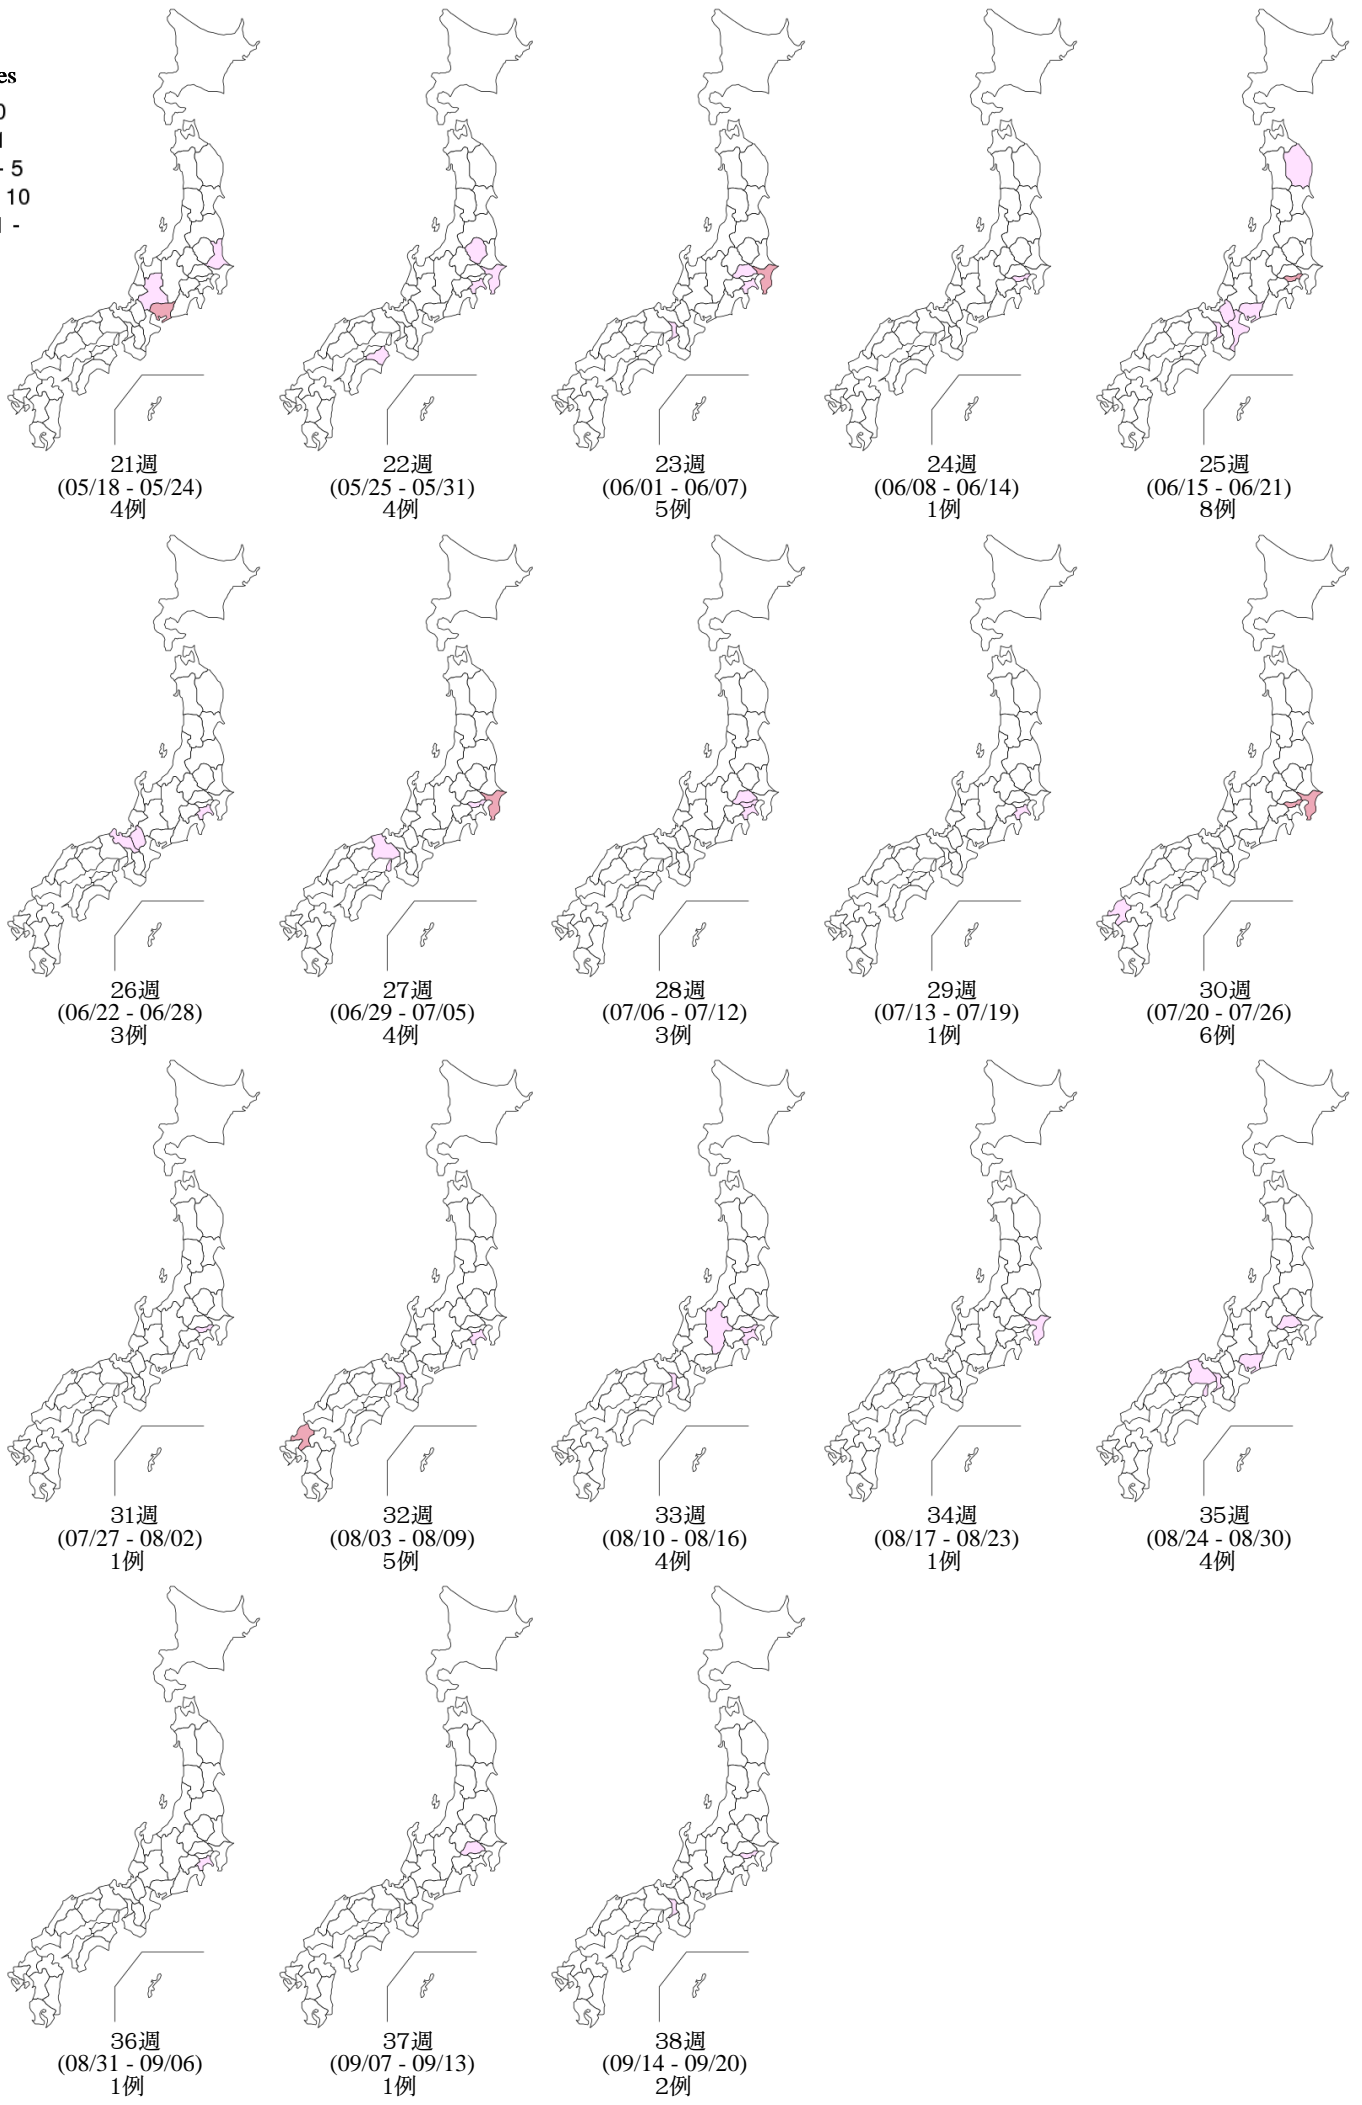 es
0
1
- 5
10
-
21週
(05/18 - 05/24)
4例
22週
(05/25 - 05/31)
4例
23週
(06/01 - 06/07)
5例
24週
(06/08 - 06/14)
1例
25週
(06/15 - 06/21)
8例
26週
(06/22 - 06/28)
3例
27週
(06/29 - 07/05)
4例
28週
(07/06 - 07/12)
3例
29週
(07/13 - 07/19)
1例
30週
(07/20 - 07/26)
6例
31週
(07/27 - 08/02)
1例
32週
(08/03 - 08/09)
5例
33週
(08/10 - 08/16)
4例
34週
(08/17 - 08/23)
1例
35週
(08/24 - 08/30)
4例
36週
(08/31 - 09/06)
1例
37週
(09/07 - 09/13)
1例
38週
(09/14 - 09/20)
2例